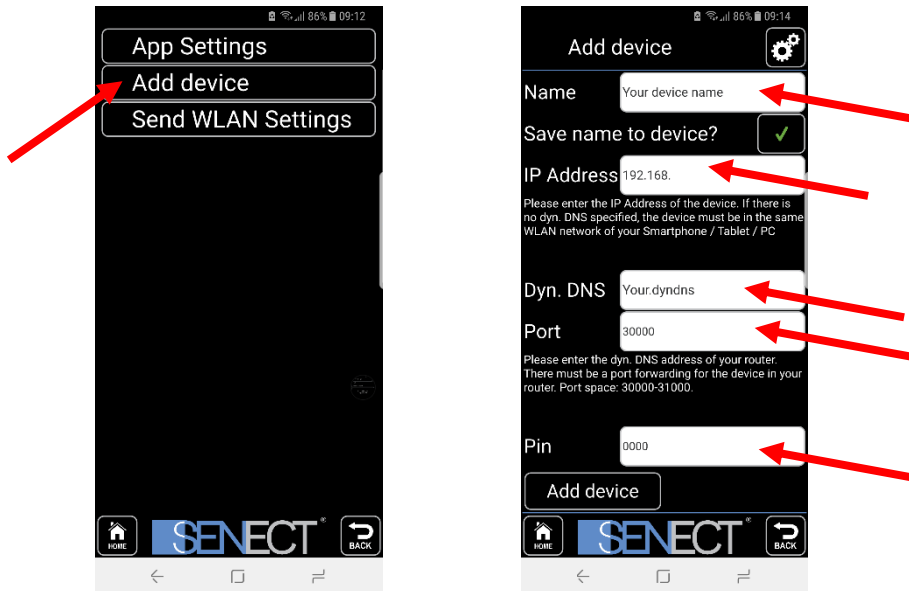 86% 09:12
App Settings
Add device
Send WLAN Settings
HOME
SENECT®
BACK
86% 09:14
Add device
Name
Your device name
Save name to device?
IP Address
192.168.
Please enter the IP Address of the device. If there is
no dyn. DNS specified, the device must be in the same
WLAN network of your Smartphone / Tablet / PC
Dyn. DNS
Your.dyndns
Port
30000
Please enter the dyn. DNS address of your router.
There must be a port forwarding for the device in your
router. Port space: 30000-31000.
Pin
0000
Add device
HOME
SENECT®
BACK